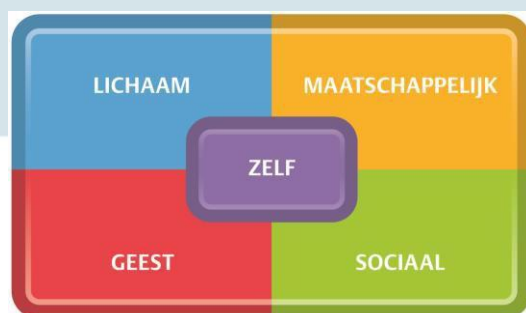 LICHAAM
MAATSCHAPPELIJK
ZELF
GEEST
SOCIAAL